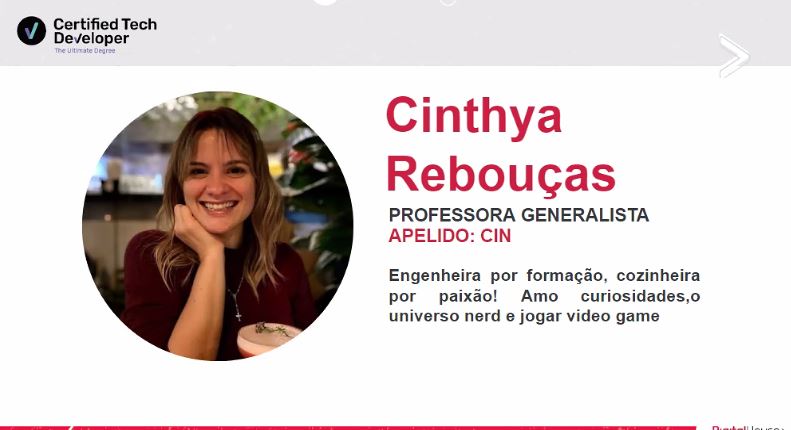 Certified Tech
Developer
The Ultimate Degree
Cinthya
Rebouças
PROFESSORA GENERALISTA
APELIDO: CIN
Engenheira por formação, cozinheira
por paixão! Amo curiosidades,o
universo nerd e jogar video game